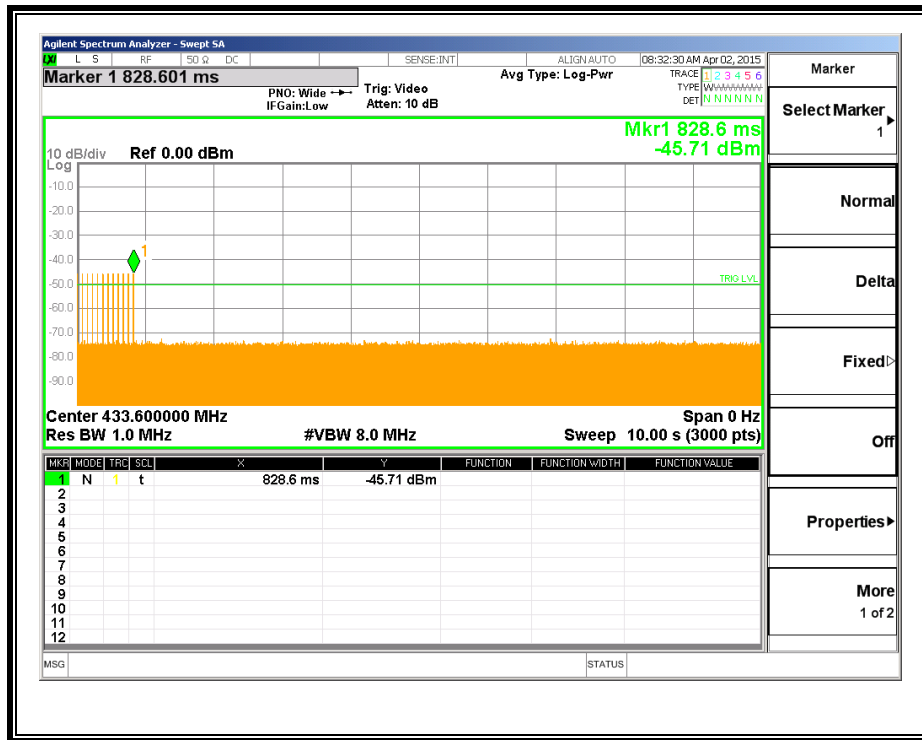 Agilent Spectrum Analyzer - Swept SA
LXI L S RF 50 Ω DC SENSE:INT ALIGN AUTO 08:32:30 AM Apr 02, 2015
Marker 1 828.601 ms
PNO: Wide
IFGain:Low
Trig: Video
Atten: 10 dB
Avg Type: Log-Pwr
TRACE 1 2 3 4 5 6
TYPE WWWWWW
DET N N N N N N
Mkr1 828.6 ms
-45.71 dBm
10 dB/div Ref 0.00 dBm
Log
-10.0
-20.0
-30.0
-40.0
-50.0
-60.0
-70.0
-80.0
-90.0
1
TRIG LVL
Center 433.600000 MHz Span 0 Hz
Res BW 1.0 MHz #VBW 8.0 MHz Sweep 10.00 s (3000 pts)
MKR MODE TRC SCL X Y FUNCTION FUNCTION WIDTH FUNCTION VALUE
1 N 1 t 828.6 ms -45.71 dBm
2
3
4
5
6
7
8
9
10
11
12
MSG STATUS
Marker
Select Marker
1
Normal
Delta
Fixed
Off
Properties
More
1 of 2